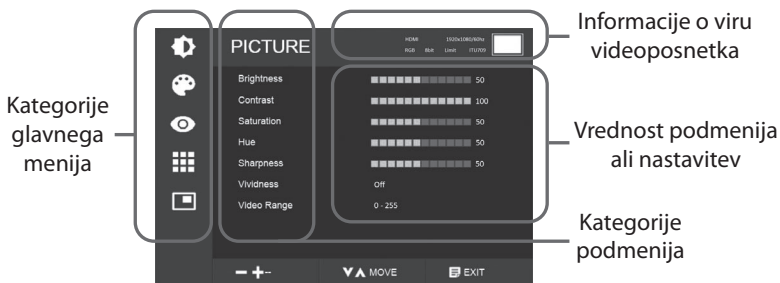 Informacije o viru
videoposnetka
Kategorije
glavnega
menija
PICTURE
HDMI 1920x1080/60hz
RGB 8bit Limit ITU709
Brightness 50
Contrast 100
Saturation 50
Hue 50
Sharpness 50
Vividness Off
Video Range 0 - 255
Vrednost podmenija
ali nastavitev
Kategorije
podmenija
MOVE EXIT